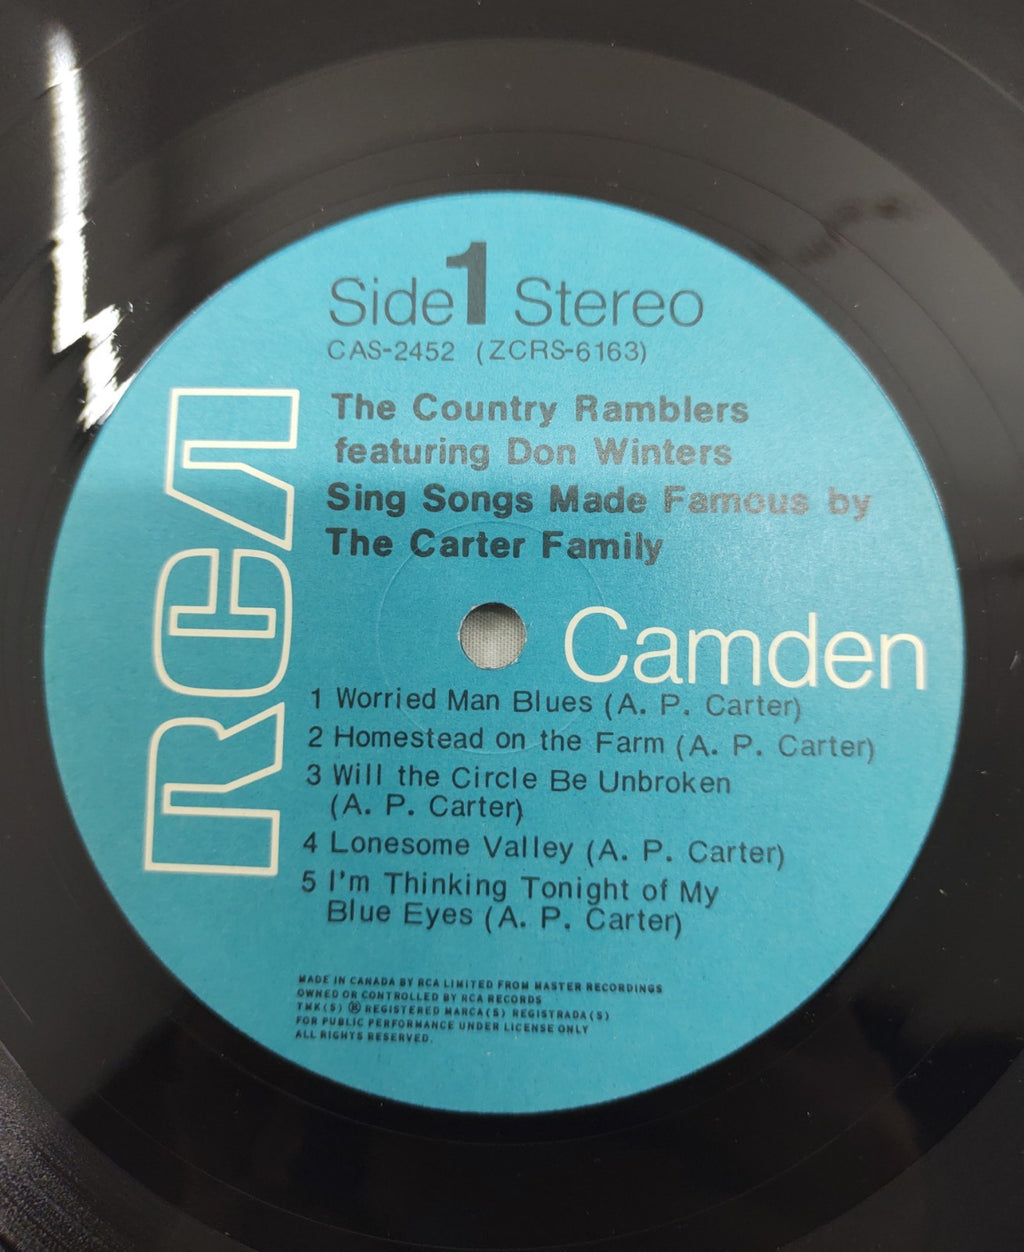 Side 1 Stereo
CAS-2452 (ZCRS-6163)
The Country Ramblers
featuring Don Winters
Sing Songs Made Famous by
The Carter Family
RCA
Camden
1 Worried Man Blues (A. P. Carter)
2 Homestead on the Farm (A. P. Carter)
3 Will the Circle Be Unbroken
(A. P. Carter)
4 Lonesome Valley (A. P. Carter)
5 I'm Thinking Tonight of My
Blue Eyes (A. P. Carter)
MADE IN CANADA BY RCA LIMITED FROM MASTER RECORDINGS
OWNED OR CONTROLLED BY RCA RECORDS
TMK(S) ® REGISTERED MARCA(S) REGISTRADA(S)
FOR PUBLIC PERFORMANCE UNDER LICENSE ONLY
ALL RIGHTS RESERVED.